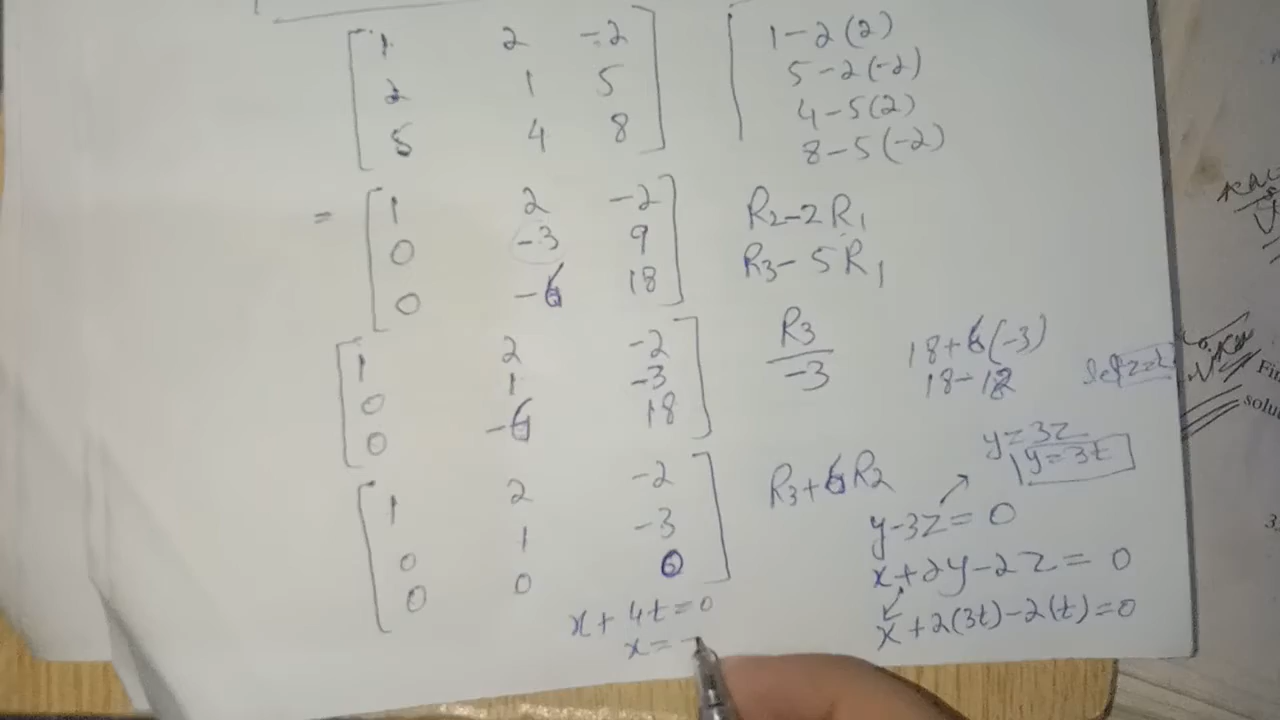 1 2 -2
2 1 5
5 4 8
1-2(2)
5-2(-2)
4-5(2)
8-5(-2)
= 1 2 -2
0 -3 9
0 -6 18
R2-2R1
R3-5R1
1 2 -2
0 1 -3
0 -6 18
R3/-3
18+6(-3)
18-18
1 2 -2
0 1 -3
0 0 0
R3+6R2
y=3z
y=3t
y-3z=0
x+2y-2z=0
x+2(3t)-2(t)=0
x+4t=0
x=-
Fin
solu
3.